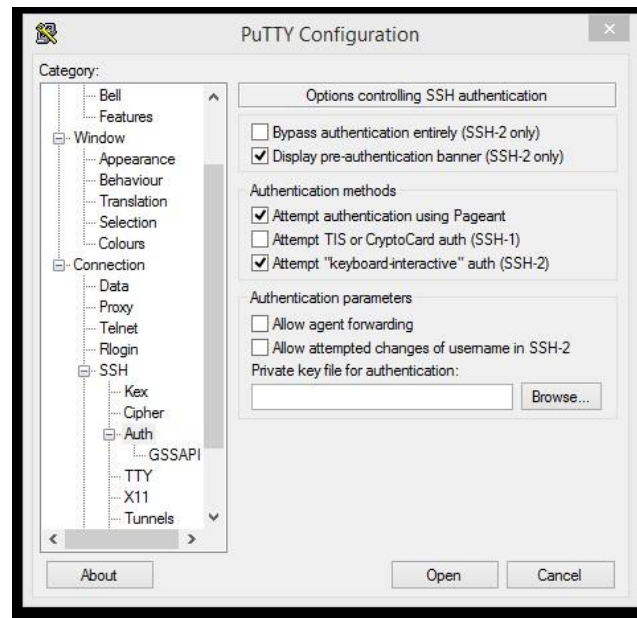 PuTTY Configuration
Category:
Bell
Features
Window
Appearance
Behaviour
Translation
Selection
Colours
Connection
Data
Proxy
Telnet
Rlogin
SSH
Kex
Cipher
Auth
GSSAPI
TTY
X11
Tunnels
Options controlling SSH authentication
Bypass authentication entirely (SSH-2 only)
Display pre-authentication banner (SSH-2 only)
Authentication methods
Attempt authentication using Pageant
Attempt TIS or CryptoCard auth (SSH-1)
Attempt "keyboard-interactive" auth (SSH-2)
Authentication parameters
Allow agent forwarding
Allow attempted changes of username in SSH-2
Private key file for authentication:
Browse...
About
Open
Cancel